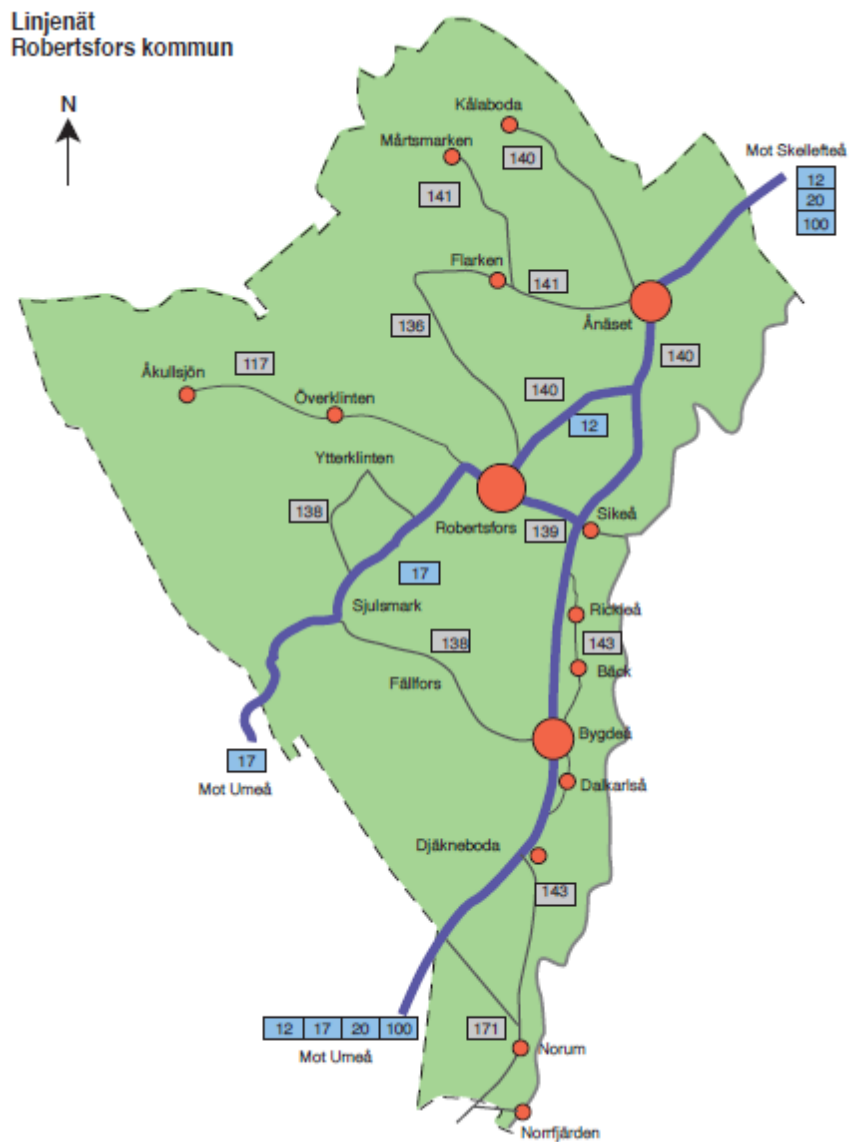 Linjenät
Robertsfors kommun
N
Kålaboda
Mårtsmarken
140
Mot Skellefteå
12
20
100
141
Flarken
141
Ånäset
136
140
117
Åkullsjön
Överklinten
140
12
Ytterklinten
138
Robertsfors
139
Sikeå
17
Sjulsmark
Rickleå
138
143
Bäck
Fällfors
Bygdeå
17
Mot Umeå
Dalkarlså
Djäkneboda
143
12 17 20 100
Mot Umeå
171
Norum
Norrfjärden